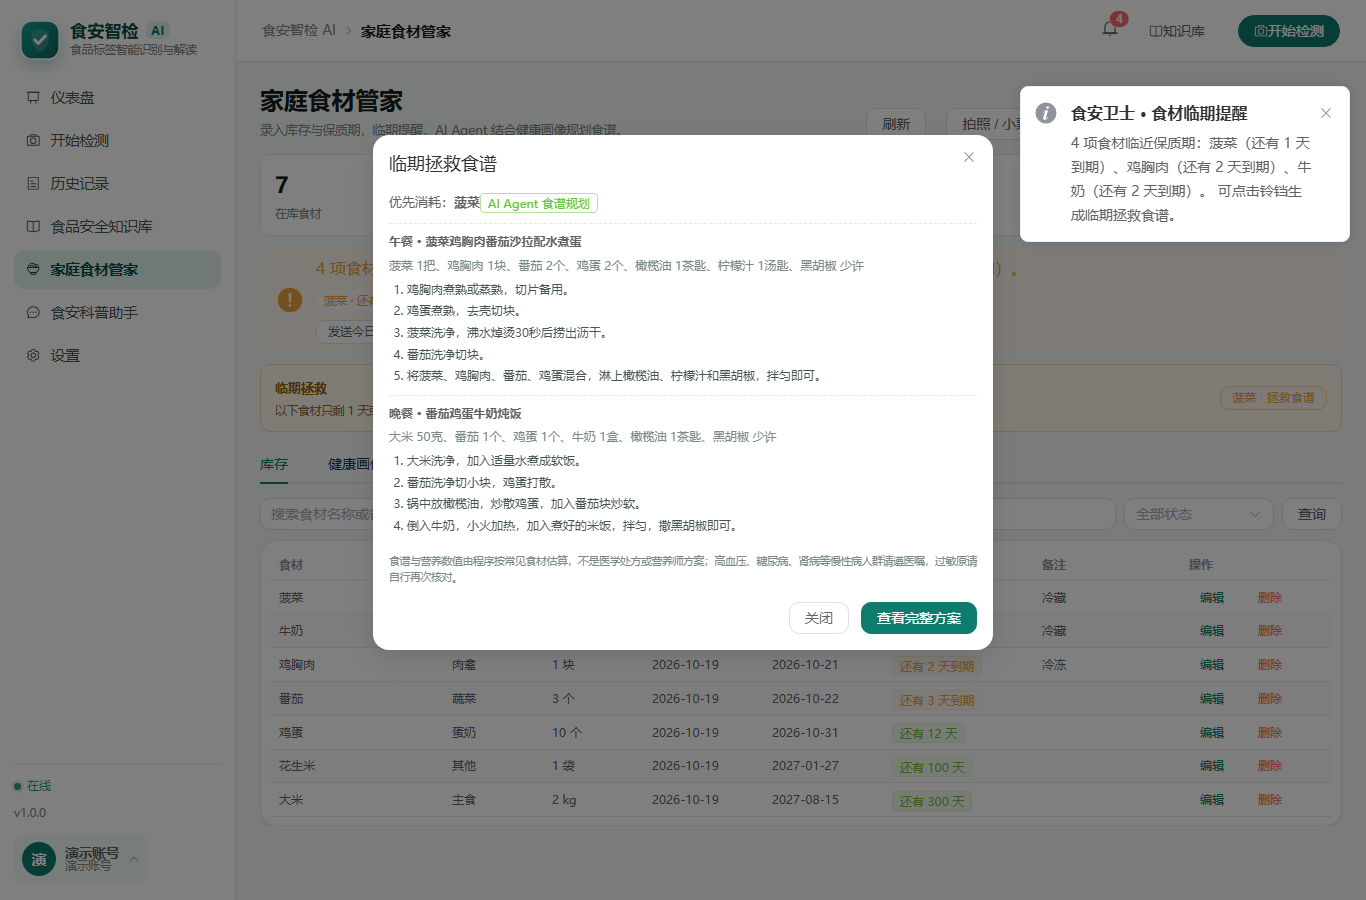 食安智检 AI
食品标签智能识别与解读
仪表盘
开始检测
历史记录
食品安全知识库
家庭食材管家
食安科普助手
设置
在线
v1.0.0
演
演示账号
演示账号
食安智检 AI > 家庭食材管家
4
知识库
开始检测
家庭食材管家
录入库存与保质期,临期提醒,AI Agent 结合健康画像规划食谱。
刷新
拍照 / 小
7
在库食材
4 项食材
)。
菠菜 · 还有
发送今日
临期拯救
以下食材只剩 1 天
菠菜 · 拯救食谱
库存
健康画
搜索食材名称或
全部状态
查询
食材
备注
操作
菠菜
冷藏
编辑
删除
牛奶
冷藏
编辑
删除
鸡胸肉
肉禽
1 块
2026-10-19
2026-10-21
还有 2 天到期
冷冻
编辑
删除
番茄
蔬菜
3 个
2026-10-19
2026-10-22
还有 3 天到期
编辑
删除
鸡蛋
蛋奶
10 个
2026-10-19
2026-10-31
还有 12 天
编辑
删除
花生米
其他
1 袋
2026-10-19
2027-01-27
还有 100 天
编辑
删除
大米
主食
2 kg
2026-10-19
2027-08-15
还有 300 天
编辑
删除
临期拯救食谱
优先消耗:菠菜 AI Agent 食谱规划
午餐 · 菠菜鸡胸肉番茄沙拉配水煮蛋
菠菜 1把、鸡胸肉 1块、番茄 2个、鸡蛋 2个、橄榄油 1茶匙、柠檬汁 1汤匙、黑胡椒 少许
1. 鸡胸肉煮熟或蒸熟,切片备用。
2. 鸡蛋煮熟,去壳切块。
3. 菠菜洗净,沸水焯烫30秒后捞出沥干。
4. 番茄洗净切块。
5. 将菠菜、鸡胸肉、番茄、鸡蛋混合,淋上橄榄油、柠檬汁和黑胡椒,拌匀即可。
晚餐 · 番茄鸡蛋牛奶炖饭
大米 50克、番茄 1个、鸡蛋 1个、牛奶 1盒、橄榄油 1茶匙、黑胡椒 少许
1. 大米洗净,加入适量水煮成软饭。
2. 番茄洗净切小块,鸡蛋打散。
3. 锅中放橄榄油,炒散鸡蛋,加入番茄块炒软。
4. 倒入牛奶,小火加热,加入煮好的米饭,拌匀,撒黑胡椒即可。
食谱与营养数值由程序按常见食材估算,不是医学处方或营养师方案;高血压、糖尿病、肾病等慢性病人群请遵医嘱,过敏原请
自行再次核对。
关闭
查看完整方案
食安卫士 • 食材临期提醒
4 项食材临近保质期:菠菜(还有 1 天
到期)、鸡胸肉(还有 2 天到期)、牛
奶(还有 2 天到期)。 可点击铃铛生
成临期拯救食谱。